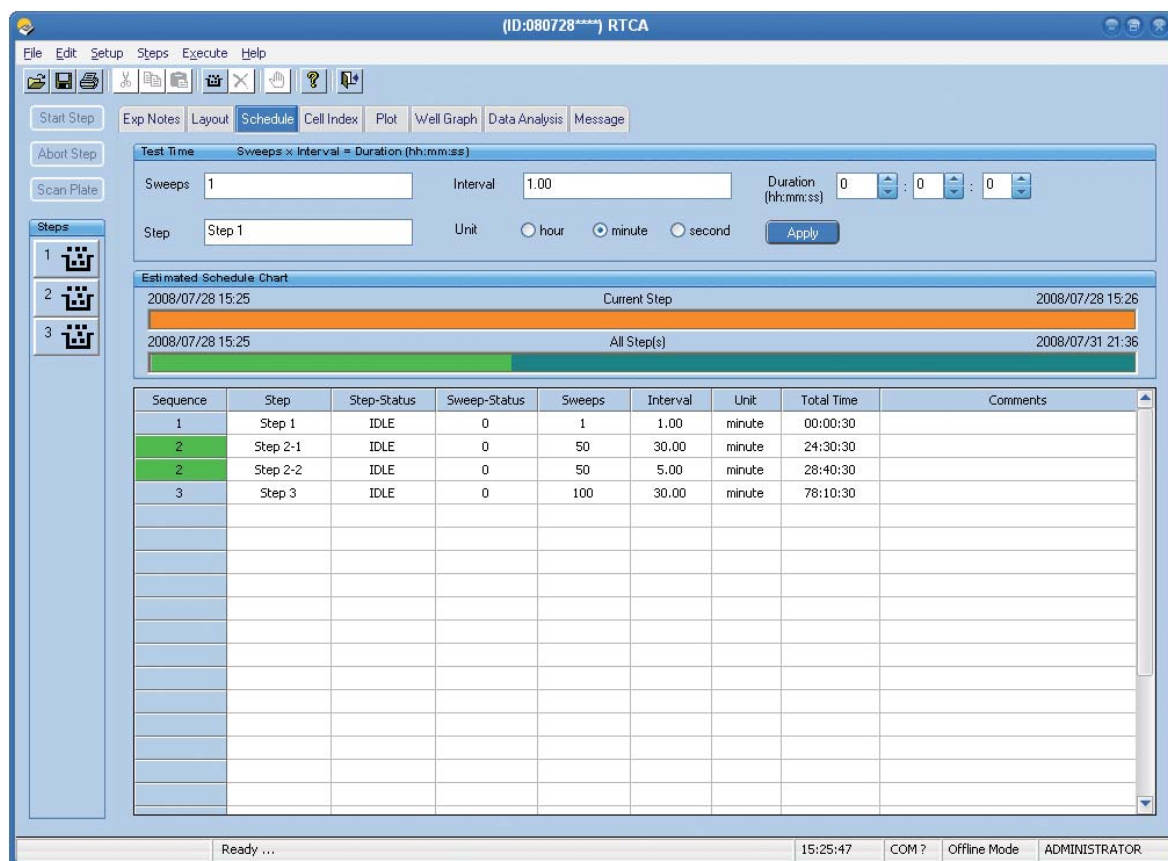 (ID:080728****) RTCA
File Edit Setup Steps Execute Help
Start Step
Abort Step
Scan Plate
Exp Notes Layout Schedule Cell Index Plot Well Graph Data Analysis Message
Test Time Sweeps x Interval = Duration (hh:mm:ss)
Sweeps 1 Interval 1.00 Duration (hh:mm:ss) 0 : 0 : 0
Step Step 1 Unit hour minute second Apply
Steps
1
2
3
Estimated Schedule Chart
2008/07/28 15:25 Current Step 2008/07/28 15:26
2008/07/28 15:25 All Step(s) 2008/07/31 21:36
Sequence Step Step-Status Sweep-Status Sweeps Interval Unit Total Time Comments
1 Step 1 IDLE 0 1 1.00 minute 00:00:30
2 Step 2-1 IDLE 0 50 30.00 minute 24:30:30
2 Step 2-2 IDLE 0 50 5.00 minute 28:40:30
3 Step 3 IDLE 0 100 30.00 minute 78:10:30
Ready ... 15:25:47 COM ? Offline Mode ADMINISTRATOR